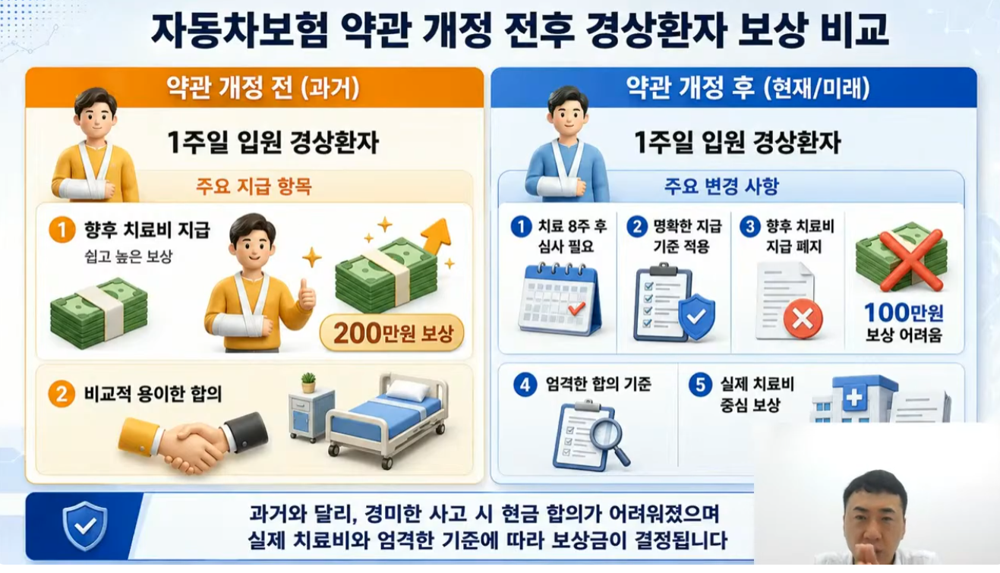 자동차보험 약관 개정 전후 경상환자 보상 비교
약관 개정 전 (과거)
1주일 입원 경상환자
주요 지급 항목
1 향후 치료비 지급
쉽고 높은 보상
200만원 보상
2 비교적 용이한 합의
약관 개정 후 (현재/미래)
1주일 입원 경상환자
주요 변경 사항
1 치료 8주 후
심사 필요
2 명확한 지급
기준 적용
3 향후 치료비
지급 폐지
100만원
보상 어려움
4 엄격한 합의 기준
5 실제 치료비
중심 보상
과거와 달리, 경미한 사고 시 현금 합의가 어려워졌으며
실제 치료비와 엄격한 기준에 따라 보상금이 결정됩니다